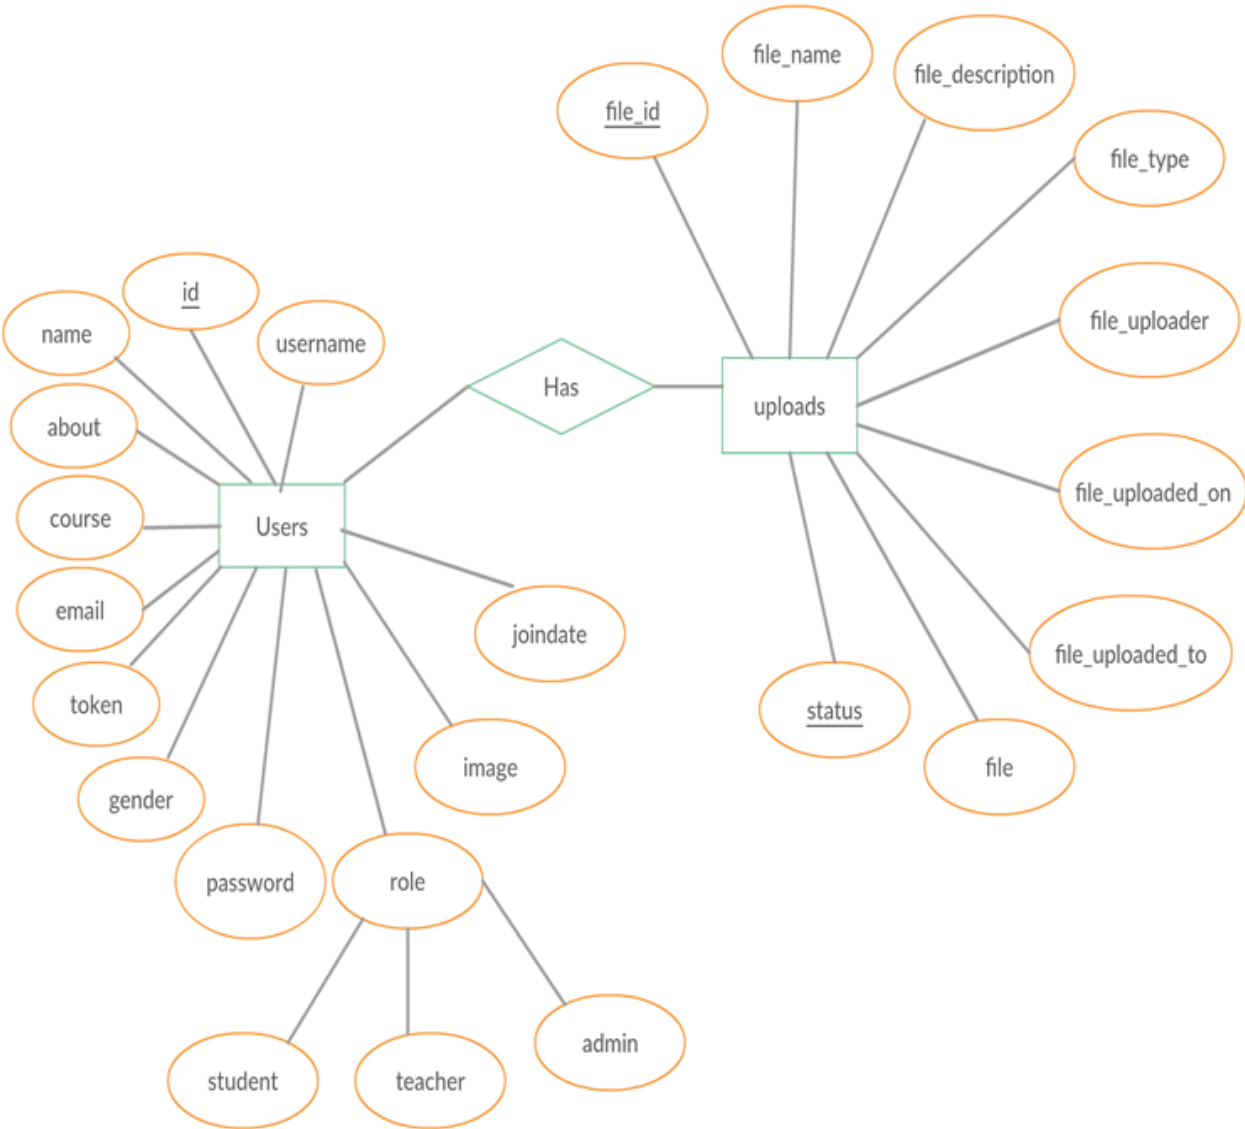 file_name
file_description
file_id
file_type
id
name
username
file_uploader
Has
uploads
about
course
Users
file_uploaded_on
email
joindate
file_uploaded_to
token
status
image
file
gender
password
role
student
teacher
admin